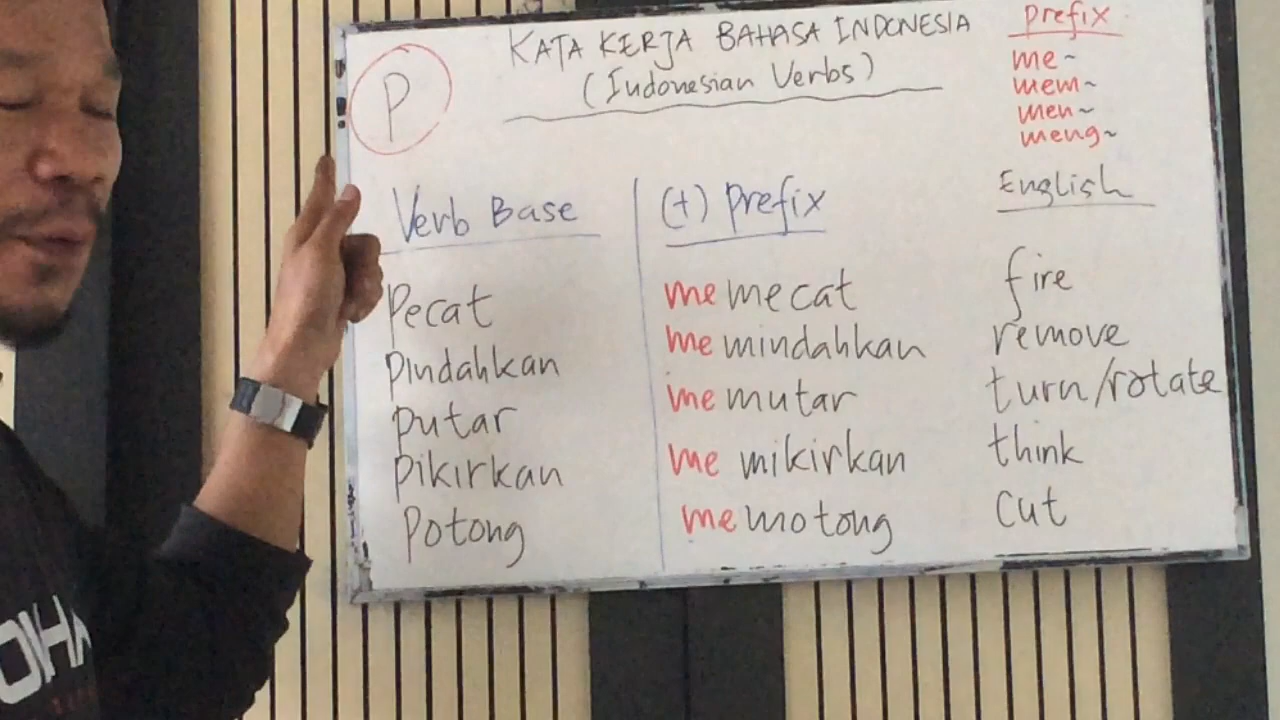 P
KATA KERJA BAHASA INDONESIA
(Indonesian Verbs)
Prefix
me~
mem~
men~
meng~
Verb Base (+) prefix English
Pecat memecat fire
pindahkan memindahkan remove
putar memutar turn/rotate
pikirkan memikirkan think
Potong memotong cut